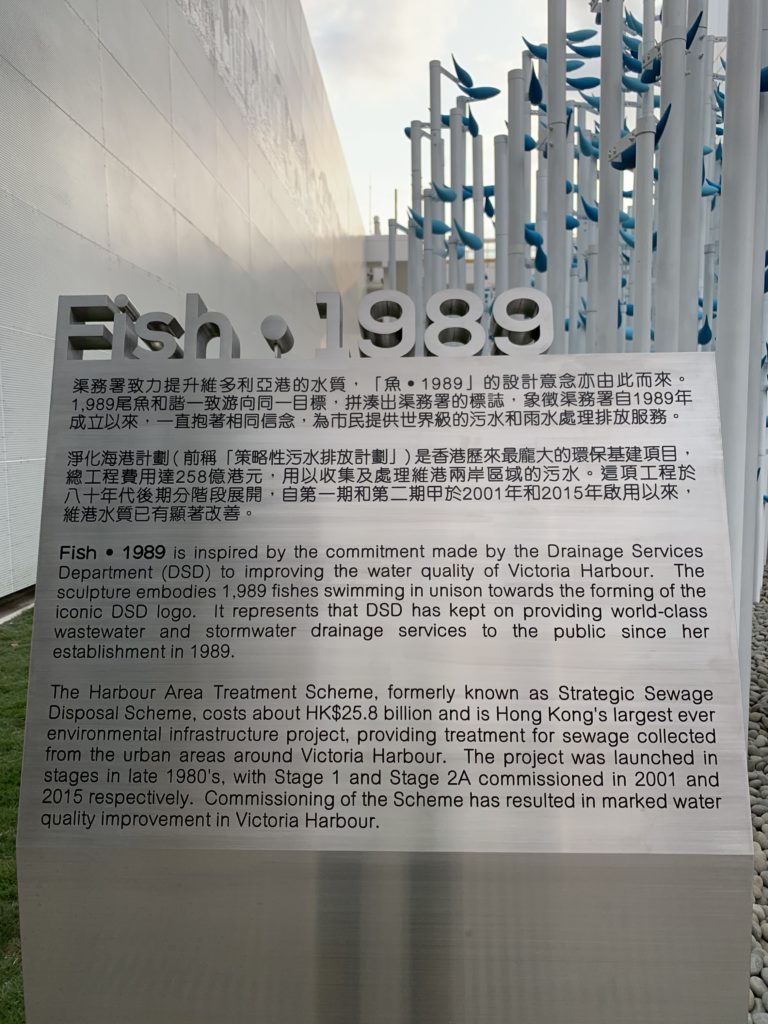 Fish • 1989
渠務署致力提升維多利亞港的水質，「魚 • 1989」的設計意念亦由此而來。
1,989尾魚和諧一致游向同一目標，拼湊出渠務署的標誌，象徵渠務署自1989年
成立以來，一直抱著相同信念，為市民提供世界級的污水和雨水處理排放服務。
淨化海港計劃（前稱「策略性污水排放計劃」）是香港歷來最龐大的環保基建項目，
總工程費用達258億港元，用以收集及處理維港兩岸區域的污水。這項工程於
八十年代後期分階段展開，自第一期和第二期甲於2001年和2015年啟用以來，
維港水質已有顯著改善。
Fish • 1989 is inspired by the commitment made by the Drainage Services
Department (DSD) to improving the water quality of Victoria Harbour. The
sculpture embodies 1,989 fishes swimming in unison towards the forming of the
iconic DSD logo. It represents that DSD has kept on providing world-class
wastewater and stormwater drainage services to the public since her
establishment in 1989.
The Harbour Area Treatment Scheme, formerly known as Strategic Sewage
Disposal Scheme, costs about HK$25.8 billion and is Hong Kong's largest ever
environmental infrastructure project, providing treatment for sewage collected
from the urban areas around Victoria Harbour. The project was launched in
stages in late 1980's, with Stage 1 and Stage 2A commissioned in 2001 and
2015 respectively. Commissioning of the Scheme has resulted in marked water
quality improvement in Victoria Harbour.